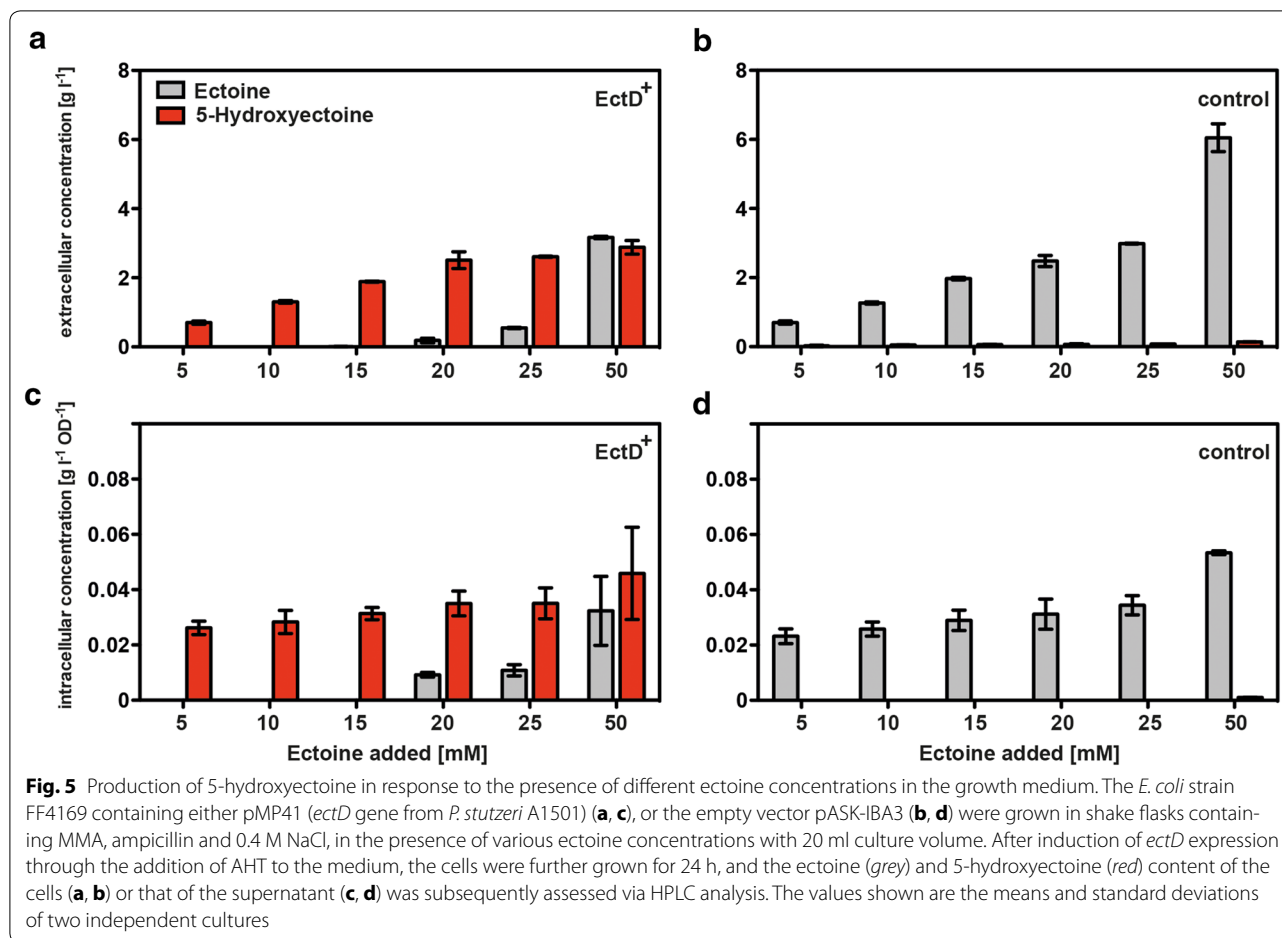 a
b
extracellular concentration [g l-1]
8
6
4
2
0
Ectoine
5-Hydroxyectoine
EctD+
control
5 10 15 20 25 50
5 10 15 20 25 50
c
d
intracellular concentration [g l-1 OD-1]
0.08
0.06
0.04
0.02
0
EctD+
8
6
4
2
0
control
0.08
0.06
0.04
0.02
0
5 10 15 20 25 50
5 10 15 20 25 50
Ectoine added [mM]
Ectoine added [mM]
Fig. 5 Production of 5-hydroxyectoine in response to the presence of different ectoine concentrations in the growth medium. The E. coli strain
FF4169 containing either pMP41 (ectD gene from P. stutzeri A1501) (a, c), or the empty vector pASK-IBA3 (b, d) were grown in shake flasks contain-
ing MMA, ampicillin and 0.4 M NaCl, in the presence of various ectoine concentrations with 20 ml culture volume. After induction of ectD expression
through the addition of AHT to the medium, the cells were further grown for 24 h, and the ectoine (grey) and 5-hydroxyectoine (red) content of the
cells (a, b) or that of the supernatant (c, d) was subsequently assessed via HPLC analysis. The values shown are the means and standard deviations
of two independent cultures